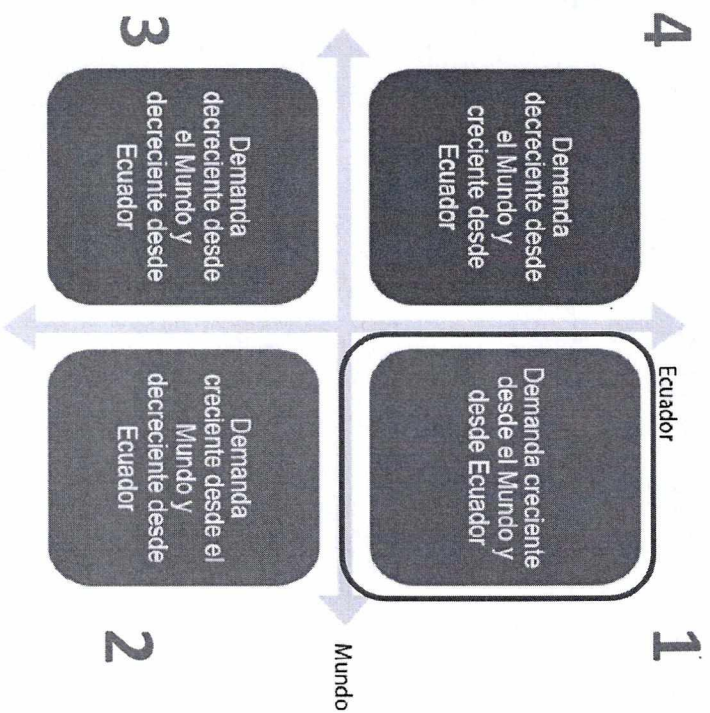 4
Ecuador
1
Demanda
decreciente desde
el Mundo y
creciente desde
Ecuador
Demanda creciente
desde el Mundo y
desde Ecuador
Mundo
Demanda
decreciente desde
el Mundo y
decreciente desde
Ecuador
Demanda
creciente desde el
Mundo y
decreciente desde
Ecuador
3
2